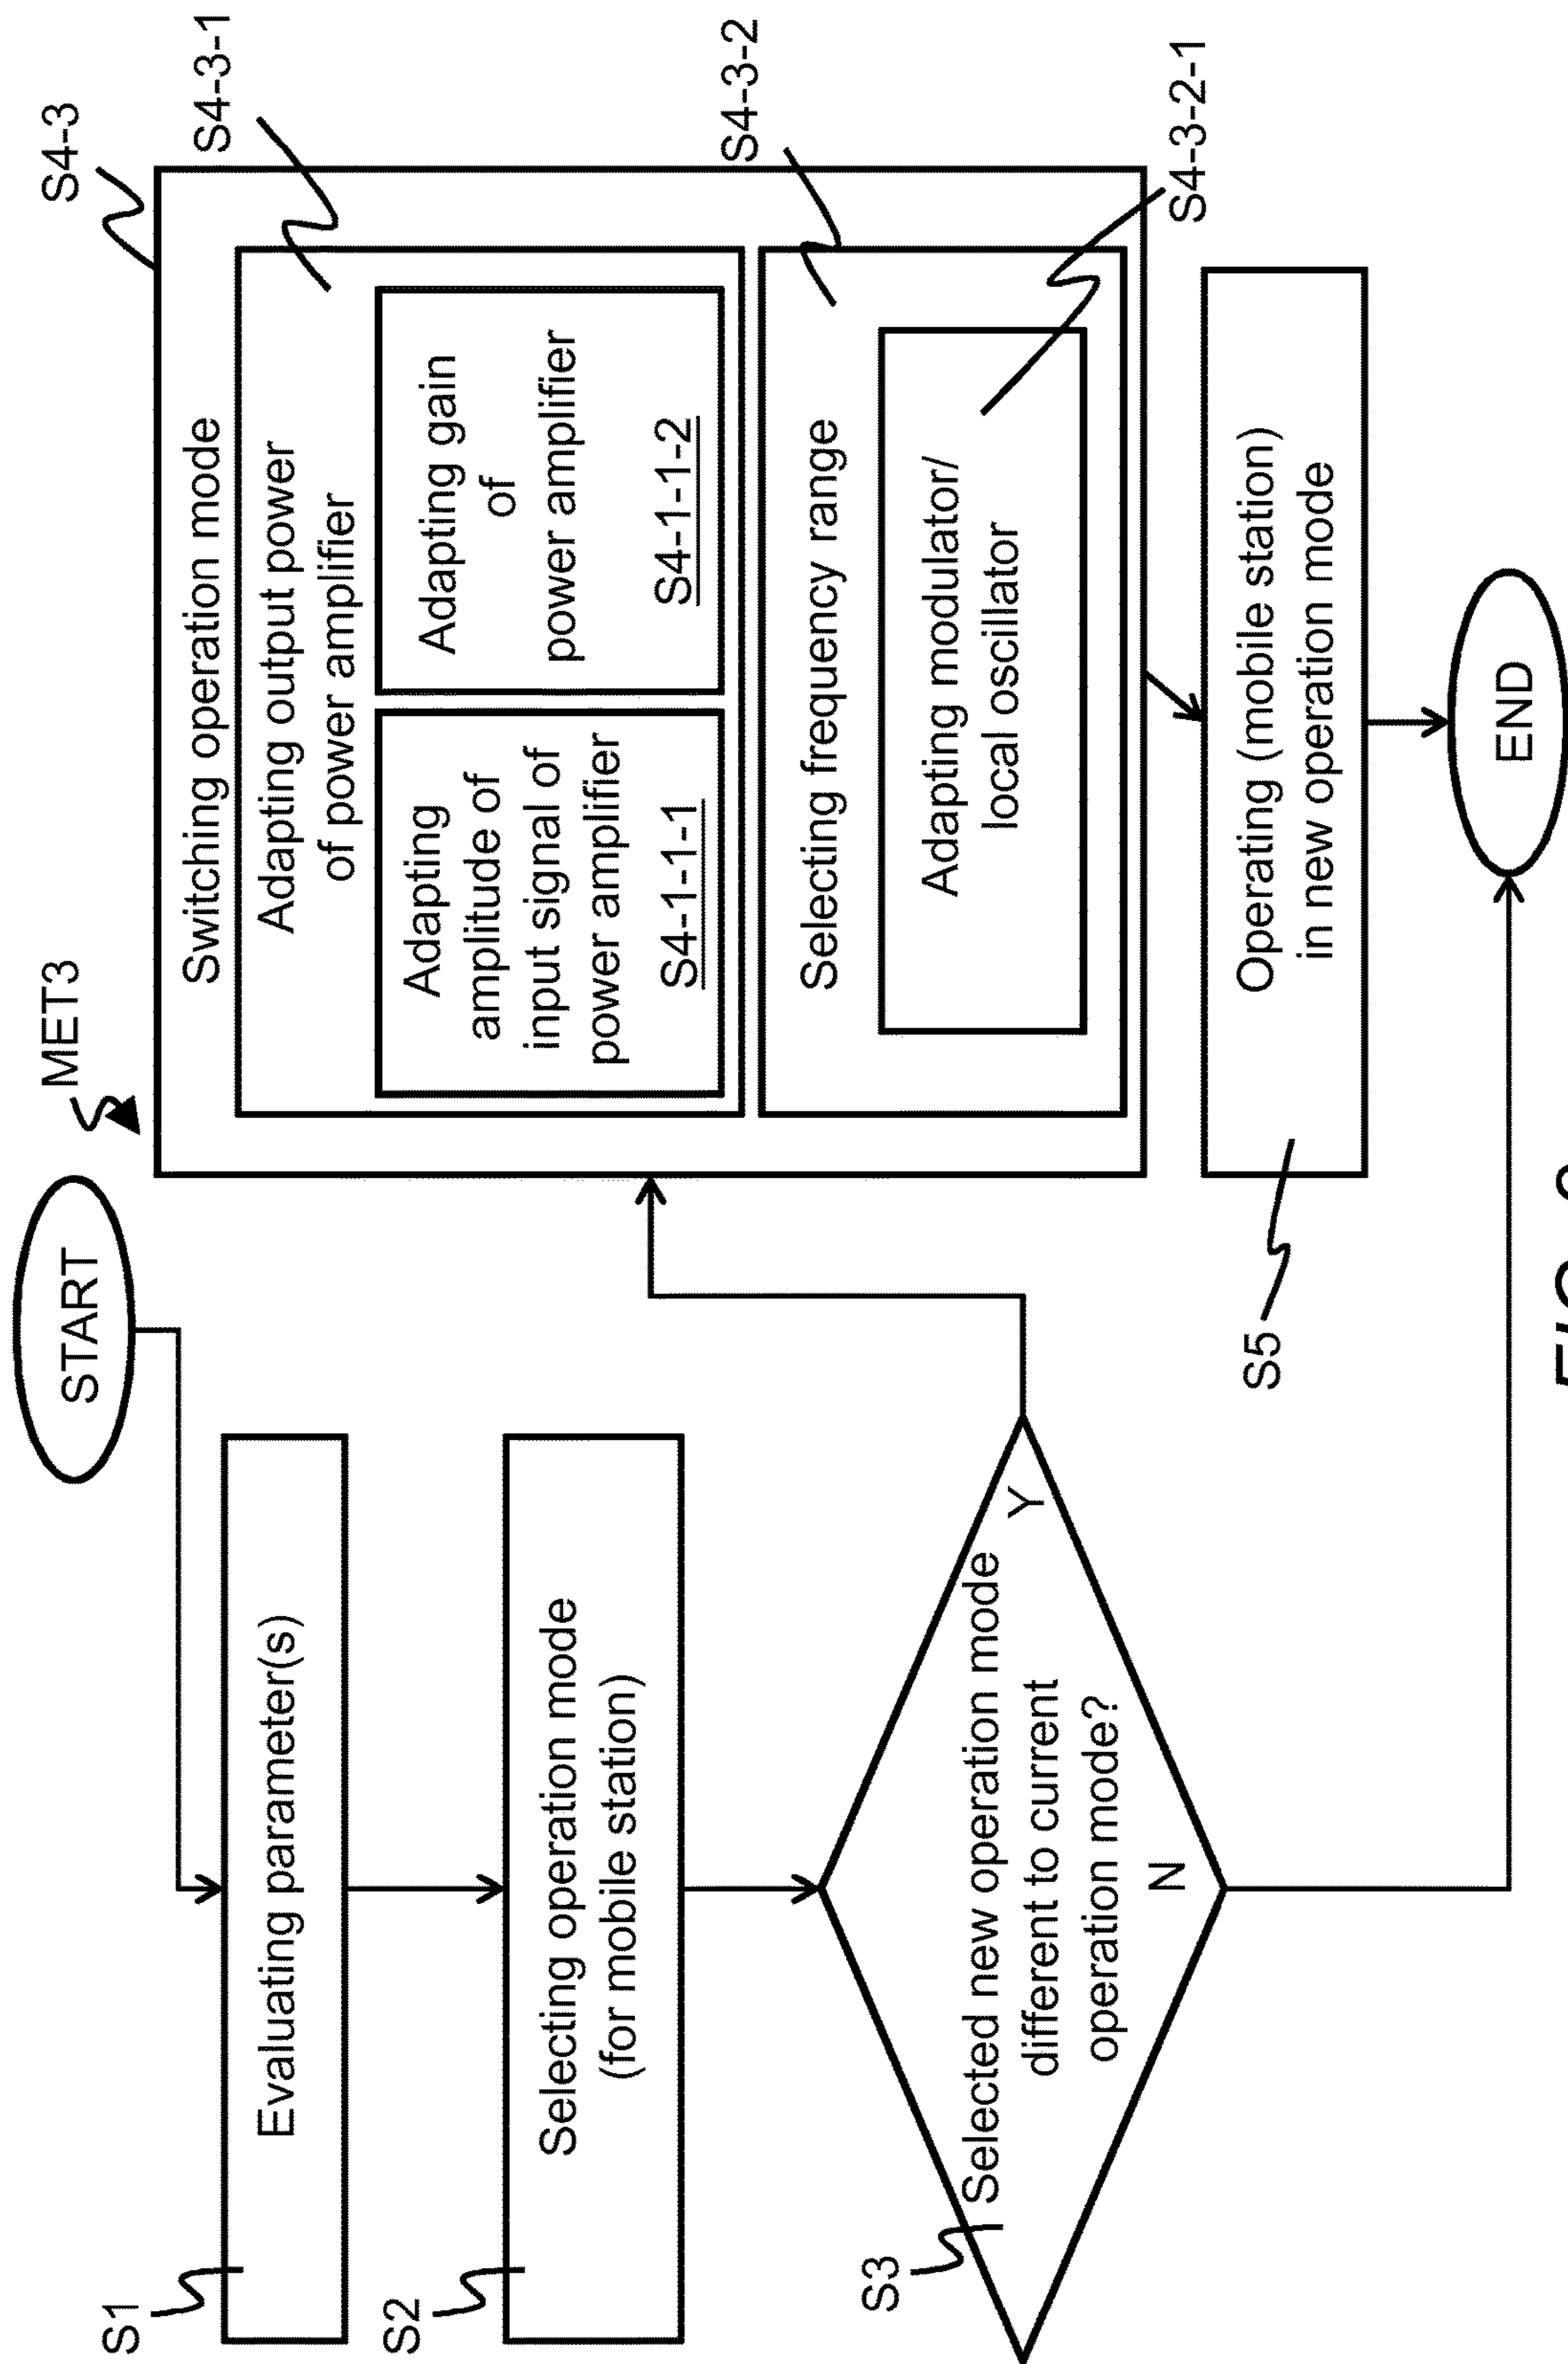 START
MET3
S1
Evaluating parameter(s)
S2
Selecting operation mode
(for mobile station)
S3
Selected new operation mode
different to current
operation mode?
Y
N
S4-3
Switching operation mode
S4-3-1
Adapting output power
of power amplifier
Adapting
amplitude of
input signal of
power amplifier
S4-1-1-1
Adapting gain
of
power amplifier
S4-1-1-2
S4-3-2
Selecting frequency range
S4-3-2-1
Adapting modulator/
local oscillator
S5
Operating (mobile station)
in new operation mode
END